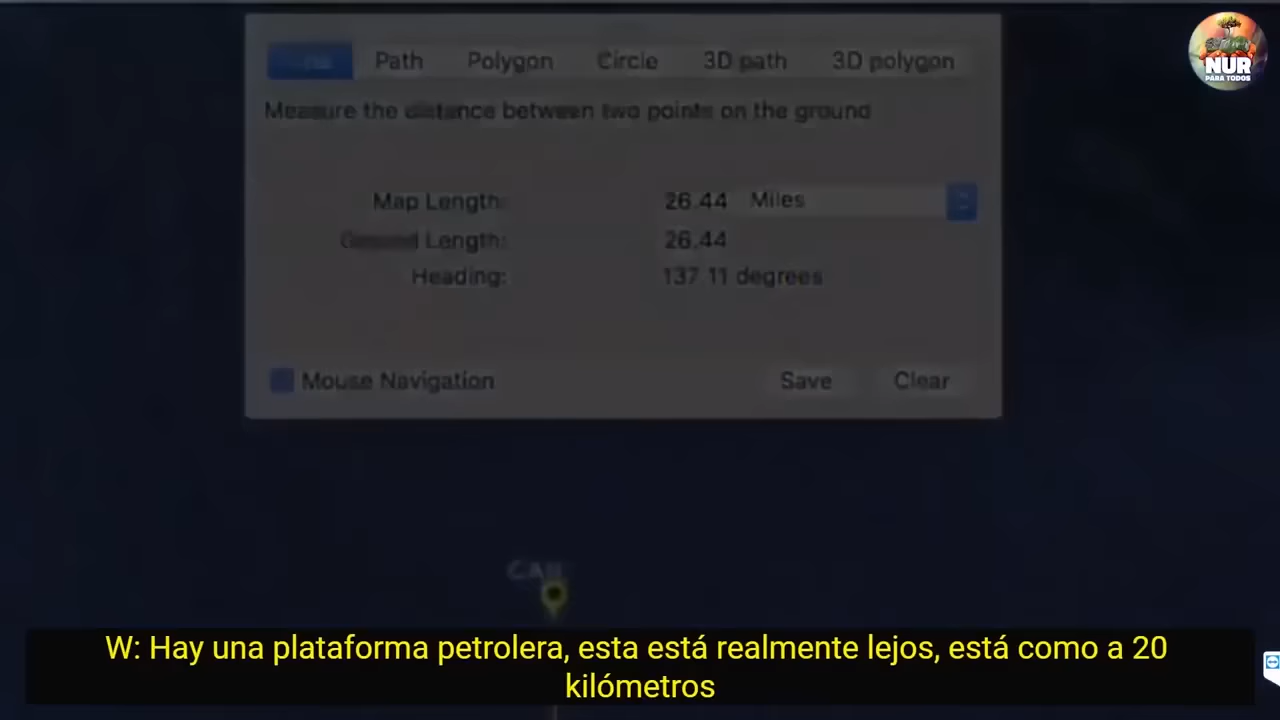 NUR
PARA TODOS
Path Polygon Circle 3D path 3D polygon
Measure the distance between two points on the ground
Map Length: 26.44 Miles
Ground Length: 26.44
Heading: 137.11 degrees
Mouse Navigation Save Clear
W: Hay una plataforma petrolera, esta está realmente lejos, está como a 20
kilómetros